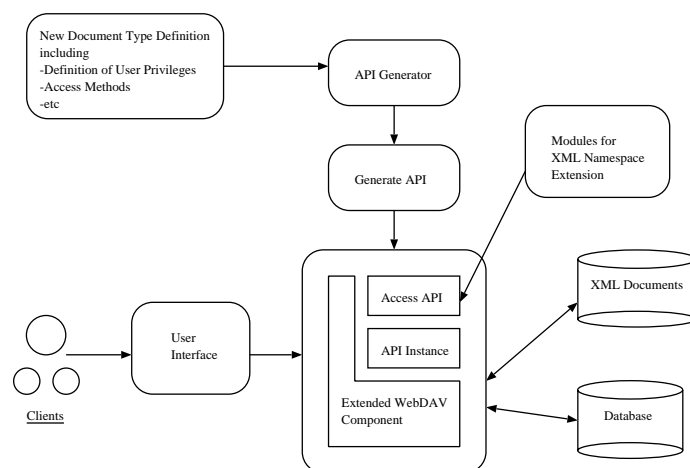 New Document Type Definition
including
-Definition of User Privileges
-Access Methods
-etc
API Generator
Modules for
XML Namespace
Extension
Generate API
Access API
XML Documents
User
Interface
API Instance
Extended WebDAV
Component
Database
Clients